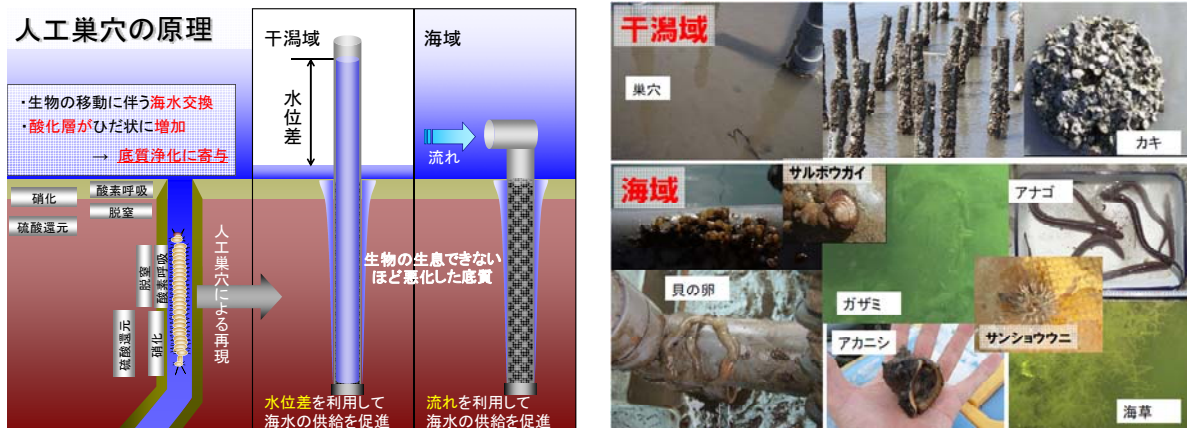 人工巣穴の原理
・生物の移動に伴う海水交換
・酸化層がひだ状に増加
→ 底質浄化に寄与
硝化
酸素呼吸
脱窒
硫酸還元
脱窒
酸素呼吸
硫酸還元
硝化
人工巣穴による再現
干潟域
水位差
海域
流れ
生物の生息できない
ほど悪化した底質
水位差を利用して
海水の供給を促進
流れを利用して
海水の供給を促進
干潟域
巣穴
カキ
海域
サルボウガイ
アナゴ
貝の卵
ガザミ
サンショウウニ
アカニシ
海草